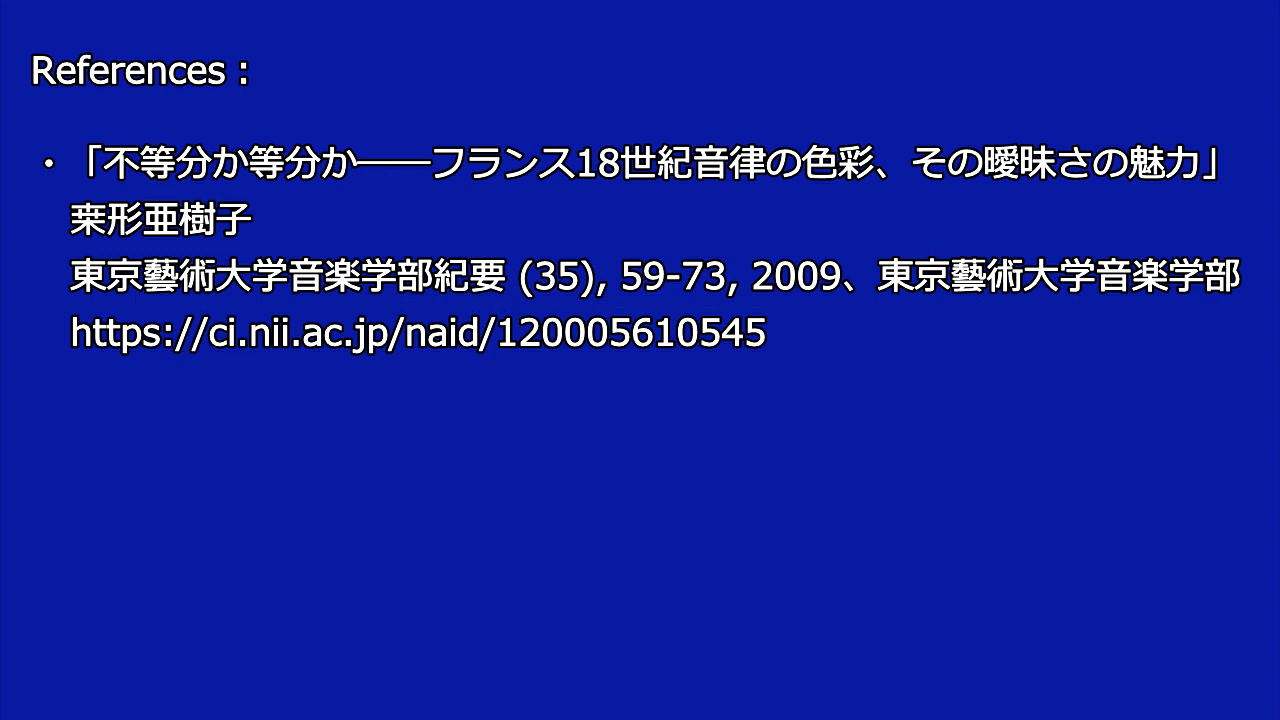 References :
・「不等分か等分か――フランス18世紀音律の色彩、その曖昧さの魅力」
桒形亜樹子
東京藝術大学音楽学部紀要 (35), 59-73, 2009、東京藝術大学音楽学部
https://ci.nii.ac.jp/naid/120005610545